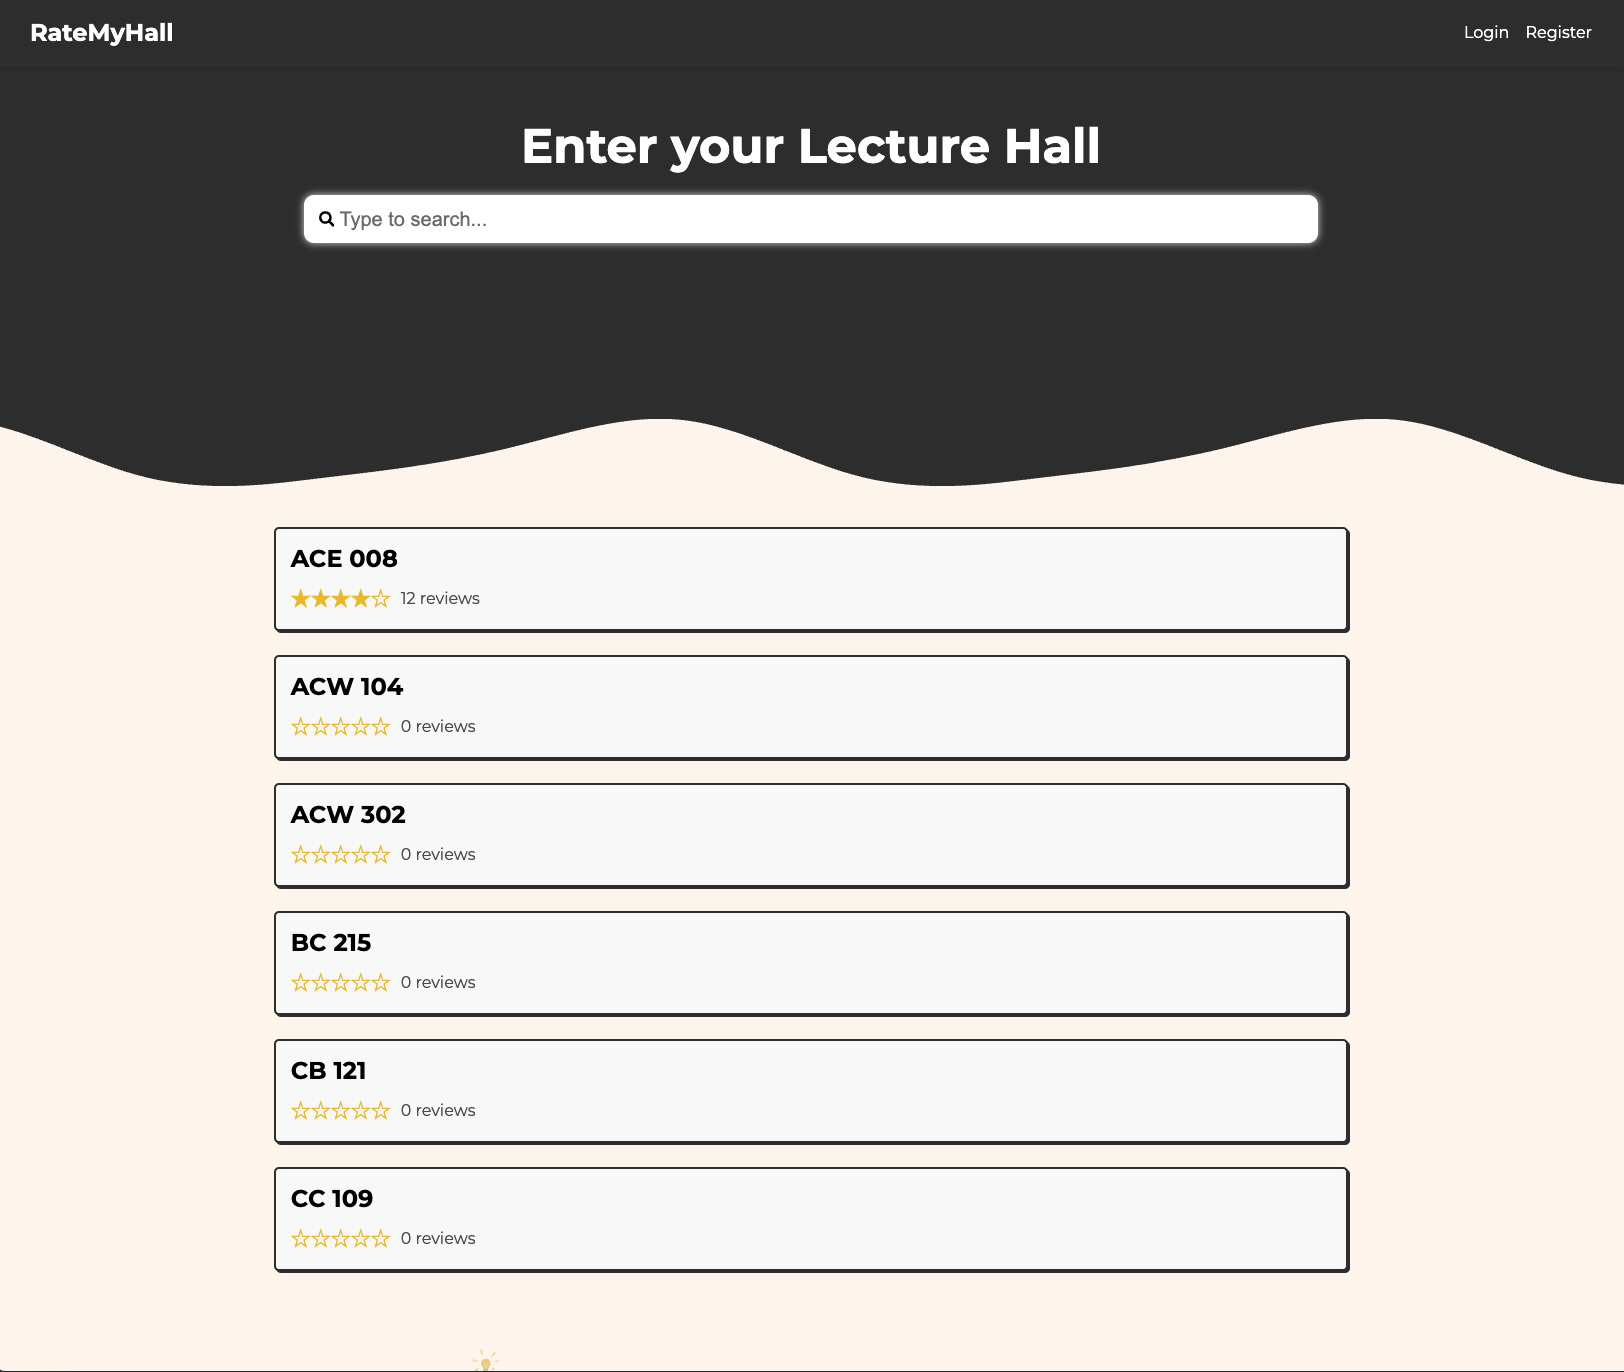 RateMyHall
Login Register
Enter your Lecture Hall
Type to search...
ACE 008
12 reviews
ACW 104
0 reviews
ACW 302
0 reviews
BC 215
0 reviews
CB 121
0 reviews
CC 109
0 reviews